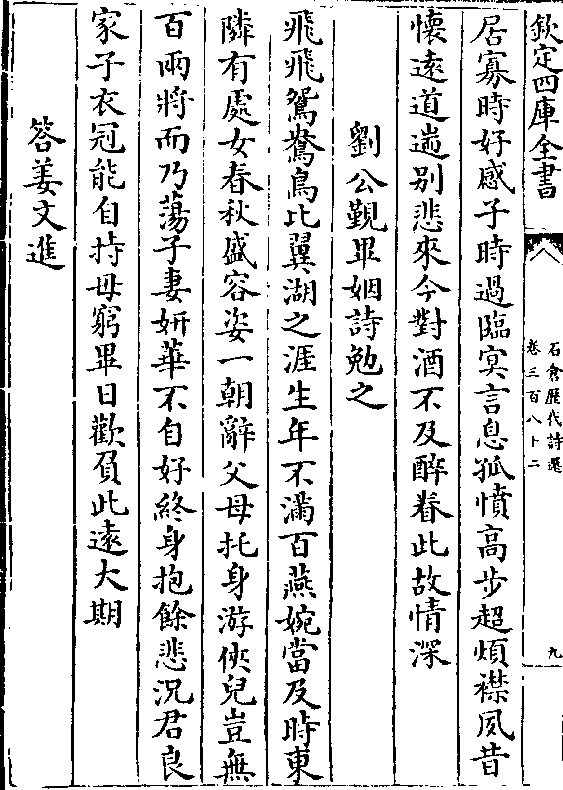 欽定四庫全書
石倉歷代詩選
卷三百八十二
九
居寡時好感子時過臨㝠言息孤憤高步超煩襟夙昔
懷遠道遄别悲來今對酒不及醉眷此故情深
劉公覲畢姻詩勉之
飛飛鴛鴦鳥比翼湖之涯生年不滿百燕婉當及時東
隣有處女春秋盛容姿一朝辭父母托身游俠兒豈無
百兩將而乃蕩子妻妍華不自好終身抱餘悲況君良
家子衣冠能自持毋窮畢日歡負此逺大期
答姜文進